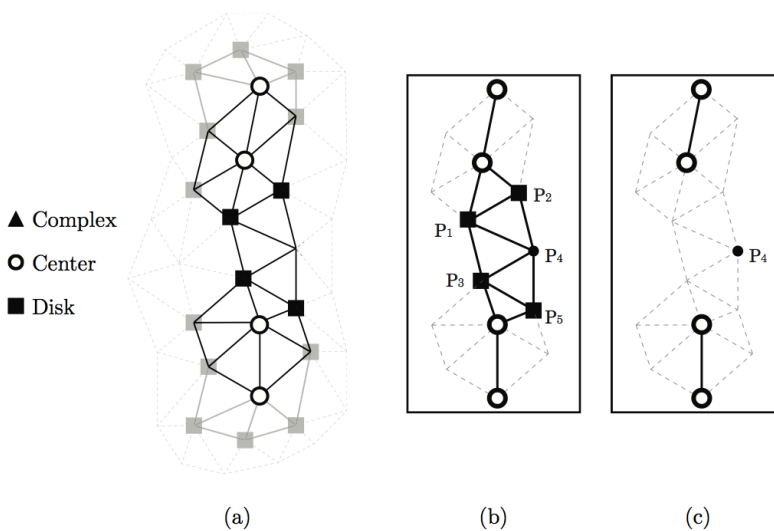 Complex
Center
Disk
P₁
P₂
P₃
P₄
P₅
P₄
(a)
(b)
(c)